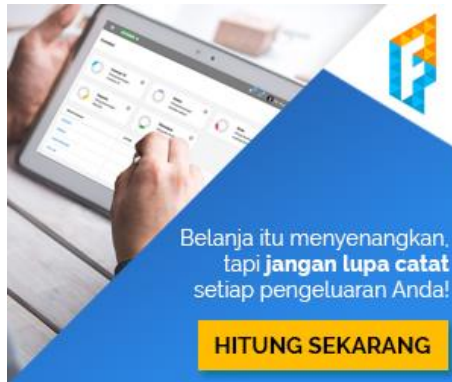 Belanja itu menyenangkan,
tapi jangan lupa catat
setiap pengeluaran Anda!
HITUNG SEKARANG